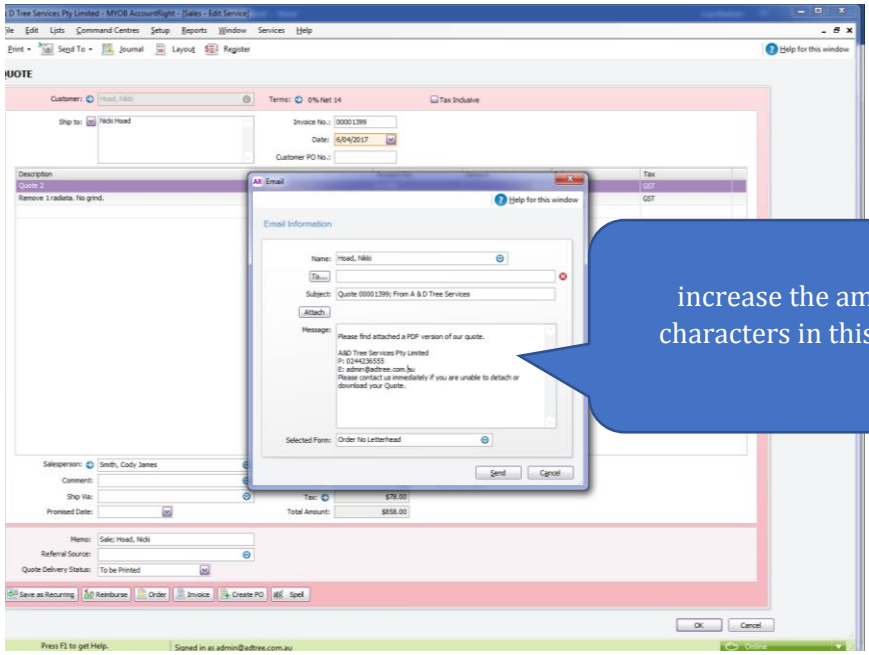 D Tree Services Pty Limited - MYOB AccountRight - [Sales - Edit Service]
File Edit Lists Command Centres Setup Reports Window Services Help
Print Send To Journal Layout Register Help for this window
QUOTE
Customer: Hoad, Nikki Terms: 0% Net 14 Tax Inclusive
Ship to: Nicki Hoad Invoice No.: 00001399
Date: 6/04/2017
Customer PO No.:
Description Tax
Quote 2 GST
Remove 1 radiata. No grind. GST
AR Email
Help for this window
Email Information
Name: Hoad, Nikki
To...
Subject: Quote 00001399; From A & D Tree Services
Attach
Message:
Please find attached a PDF version of our quote.
A&D Tree Services Pty Limited
P: 0244236555
E: admin@adtree.com.au
Please contact us immediately if you are unable to detach or
download your Quote.
Selected Form: Order No Letterhead
Send Cancel
increase the am
characters in this
Salesperson: Smith, Cody James
Comment:
Ship Via: Tax: $78.00
Promised Date: Total Amount: $858.00
Memo: Sale; Hoad, Nicki
Referral Source:
Quote Delivery Status: To be Printed
Save as Recurring Reimburse Order Invoice Create PO Spell
OK Cancel
Press F1 to get Help. Signed in as admin@adtree.com.au Online